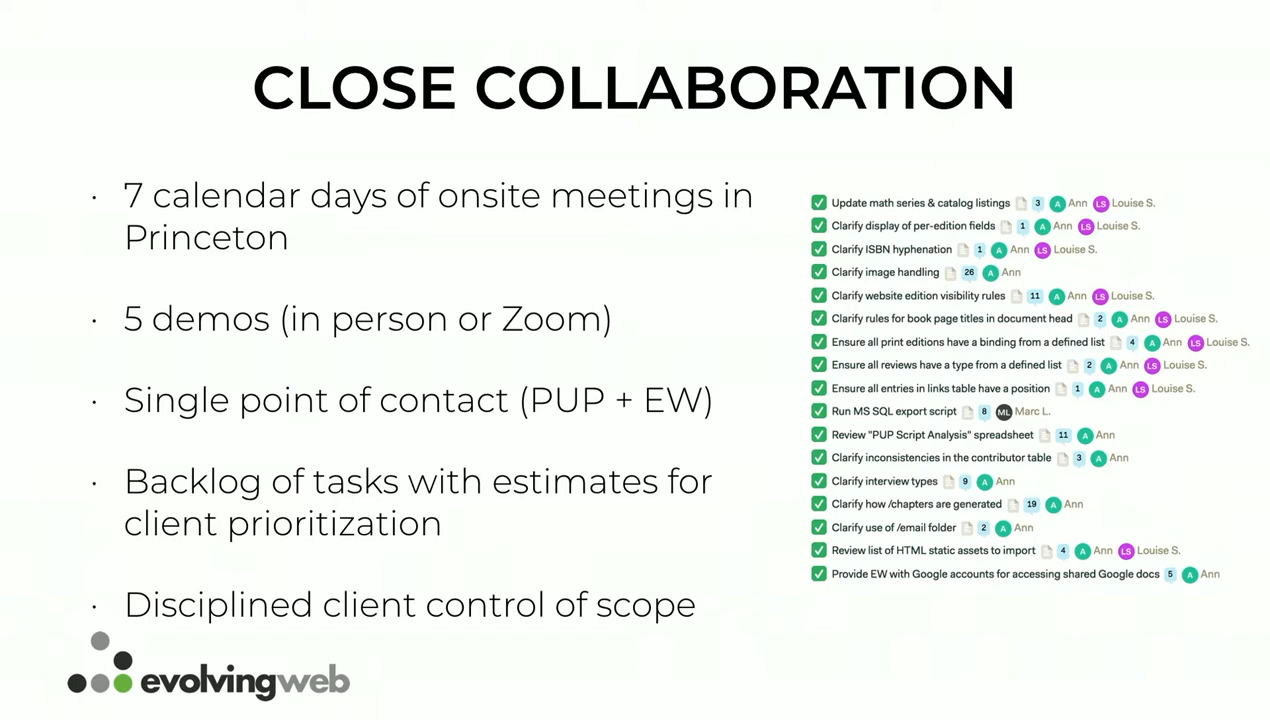 CLOSE COLLABORATION
· 7 calendar days of onsite meetings in
Princeton
· 5 demos (in person or Zoom)
· Single point of contact (PUP + EW)
· Backlog of tasks with estimates for
client prioritization
· Disciplined client control of scope
Update math series & catalog listings 3 A Ann LS Louise S.
Clarify display of per-edition fields 1 A Ann LS Louise S.
Clarify ISBN hyphenation 1 A Ann LS Louise S.
Clarify image handling 26 A Ann
Clarify website edition visibility rules 11 A Ann LS Louise S.
Clarify rules for book page titles in document head 2 A Ann LS Louise S.
Ensure all print editions have a binding from a defined list 4 A Ann LS Louise S.
Ensure all reviews have a type from a defined list 2 A Ann LS Louise S.
Ensure all entries in links table have a position 1 A Ann LS Louise S.
Run MS SQL export script 8 ML Marc L.
Review "PUP Script Analysis" spreadsheet 11 A Ann
Clarify inconsistencies in the contributor table 3 A Ann
Clarify interview types 9 A Ann
Clarify how /chapters are generated 19 A Ann
Clarify use of /email folder 2 A Ann
Review list of HTML static assets to import 4 A Ann LS Louise S.
Provide EW with Google accounts for accessing shared Google docs 5 A Ann
evolvingweb